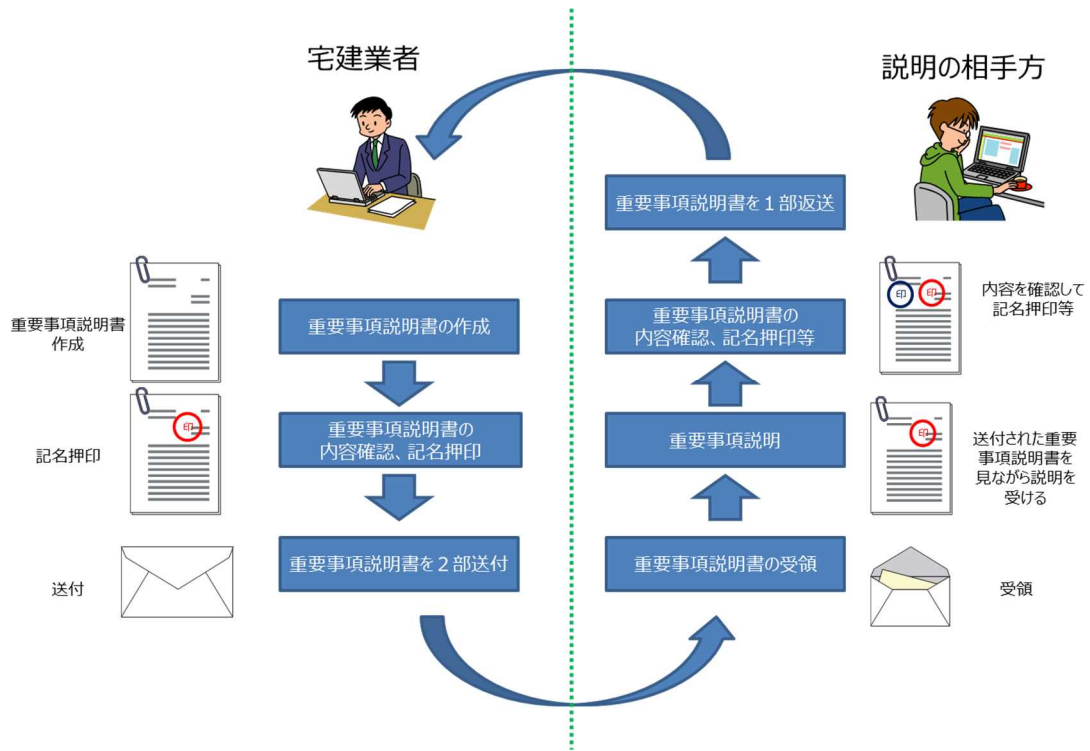 宅建業者
説明の相手方
重要事項説明書
作成
記名押印
印
送付
重要事項説明書の作成
重要事項説明書の
内容確認、記名押印
重要事項説明書を２部送付
重要事項説明書を１部返送
重要事項説明書の
内容確認、記名押印等
重要事項説明
重要事項説明書の受領
印
印
内容を確認して
記名押印等
印
送付された重要
事項説明書を
見ながら説明を
受ける
受領